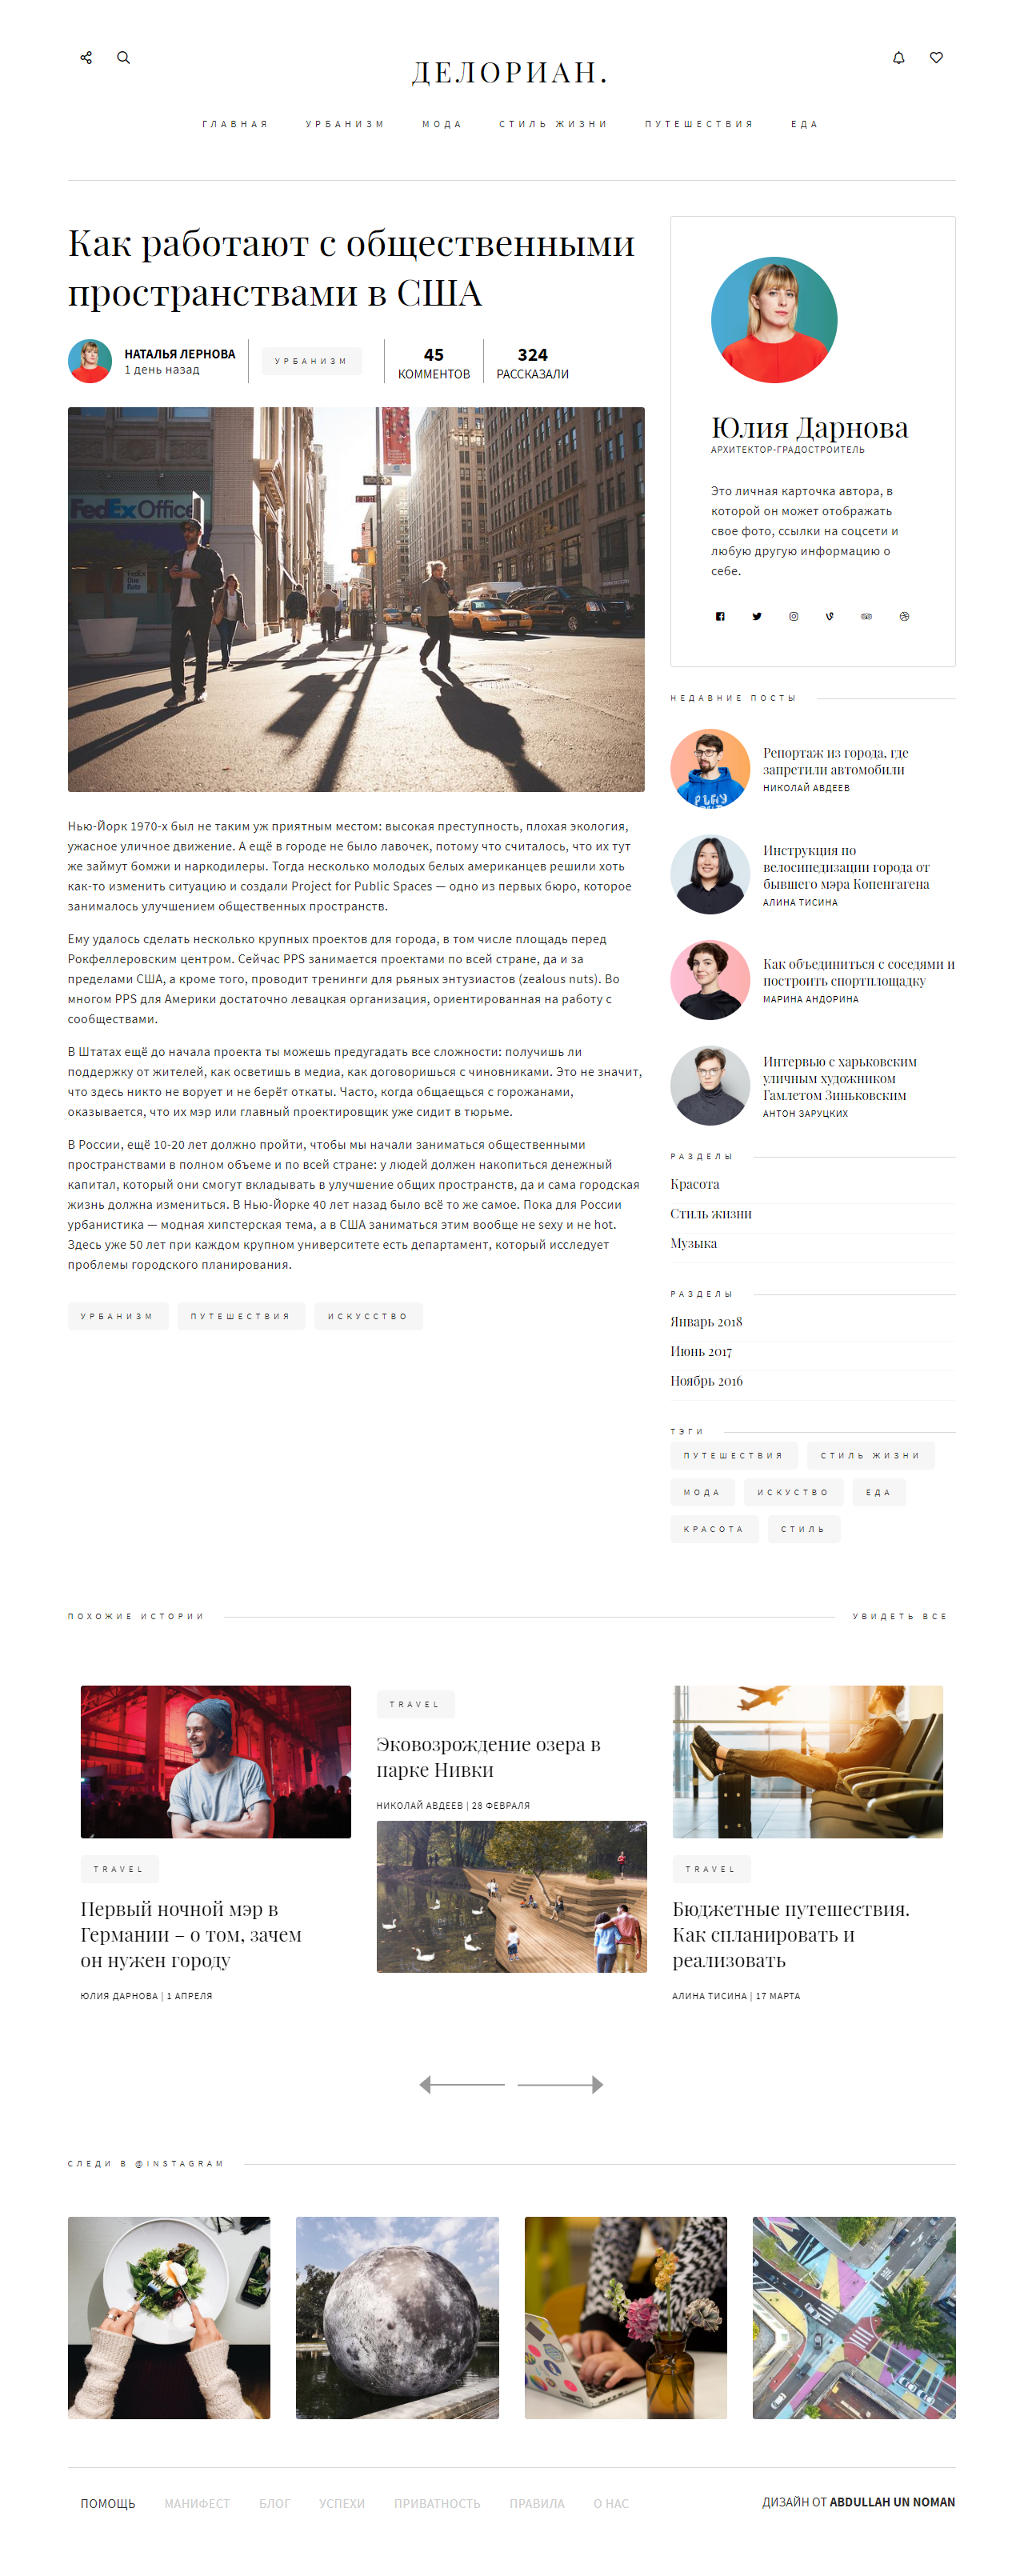 ДЕЛОРИАН.
ГЛАВНАЯ УРБАНИЗМ МОДА СТИЛЬ ЖИЗНИ ПУТЕШЕСТВИЯ ЕДА
Как работают с общественными
пространствами в США
НАТАЛЬЯ ЛЕРНОВА
1 день назад
УРБАНИЗМ
45
КОММЕНТОВ
324
РАССКАЗАЛИ
FedEx Office
Нью-Йорк 1970-х был не таким уж приятным местом: высокая преступность, плохая экология,
ужасное уличное движение. А ещё в городе не было лавочек, потому что считалось, что их тут
же займут бомжи и наркодилеры. Тогда несколько молодых белых американцев решили хоть
как-то изменить ситуацию и создали Project for Public Spaces — одно из первых бюро, которое
занималось улучшением общественных пространств.
Ему удалось сделать несколько крупных проектов для города, в том числе площадь перед
Рокфеллеровским центром. Сейчас PPS занимается проектами по всей стране, да и за
пределами США, а кроме того, проводит тренинги для рьяных энтузиастов (zealous nuts). Во
многом PPS для Америки достаточно левацкая организация, ориентированная на работу с
сообществами.
В Штатах ещё до начала проекта ты можешь предугадать все сложности: получишь ли
поддержку от жителей, как осветишь в медиа, как договоришься с чиновниками. Это не значит,
что здесь никто не ворует и не берёт откаты. Часто, когда общаещься с горожанами,
оказывается, что их мэр или главный проектировщик уже сидит в тюрьме.
В России, ещё 10-20 лет должно пройти, чтобы мы начали заниматься общественными
пространствами в полном объеме и по всей стране: у людей должен накопиться денежный
капитал, который они смогут вкладывать в улучшение общих пространств, да и сама городская
жизнь должна измениться. В Нью-Йорке 40 лет назад было всё то же самое. Пока для России
урбанистика — модная хипстерская тема, а в США заниматься этим вообще не sexy и не hot.
Здесь уже 50 лет при каждом крупном университете есть департамент, который исследует
проблемы городского планирования.
УРБАНИЗМ ПУТЕШЕСТВИЯ ИСКУССТВО
Юлия Дарнова
АРХИТЕКТОР-ГРАДОСТРОИТЕЛЬ
Это личная карточка автора, в
которой он может отображать
свое фото, ссылки на соцсети и
любую другую информацию о
себе.
НЕДАВНИЕ ПОСТЫ
Репортаж из города, где
запретили автомобили
НИКОЛАЙ АВДЕЕВ
Инструкция по
велосипедизации города от
бывшего мэра Копенгагена
АЛИНА ТИСИНА
Как объединиться с соседями и
построить спортплощадку
МАРИНА АНДОРИНА
Интервью с харьковским
уличным художником
Гамлетом Зиньковским
АНТОН ЗАРУЦКИХ
РАЗДЕЛЫ
Красота
Стиль жизни
Музыка
РАЗДЕЛЫ
Январь 2018
Июнь 2017
Ноябрь 2016
ТЭГИ
ПУТЕШЕСТВИЯ СТИЛЬ ЖИЗНИ
МОДА ИСКУСТВО ЕДА
КРАСОТА СТИЛЬ
ПОХОЖИЕ ИСТОРИИ УВИДЕТЬ ВСЕ
TRAVEL
Первый ночной мэр в
Германии – о том, зачем
он нужен городу
ЮЛИЯ ДАРНОВА | 1 АПРЕЛЯ
TRAVEL
Эковозрождение озера в
парке Нивки
НИКОЛАЙ АВДЕЕВ | 28 ФЕВРАЛЯ
TRAVEL
Бюджетные путешествия.
Как спланировать и
реализовать
АЛИНА ТИСИНА | 17 МАРТА
СЛЕДИ В @INSTAGRAM
ПОМОЩЬ МАНИФЕСТ БЛОГ УСПЕХИ ПРИВАТНОСТЬ ПРАВИЛА О НАС
ДИЗАЙН ОТ ABDULLAH UN NOMAN